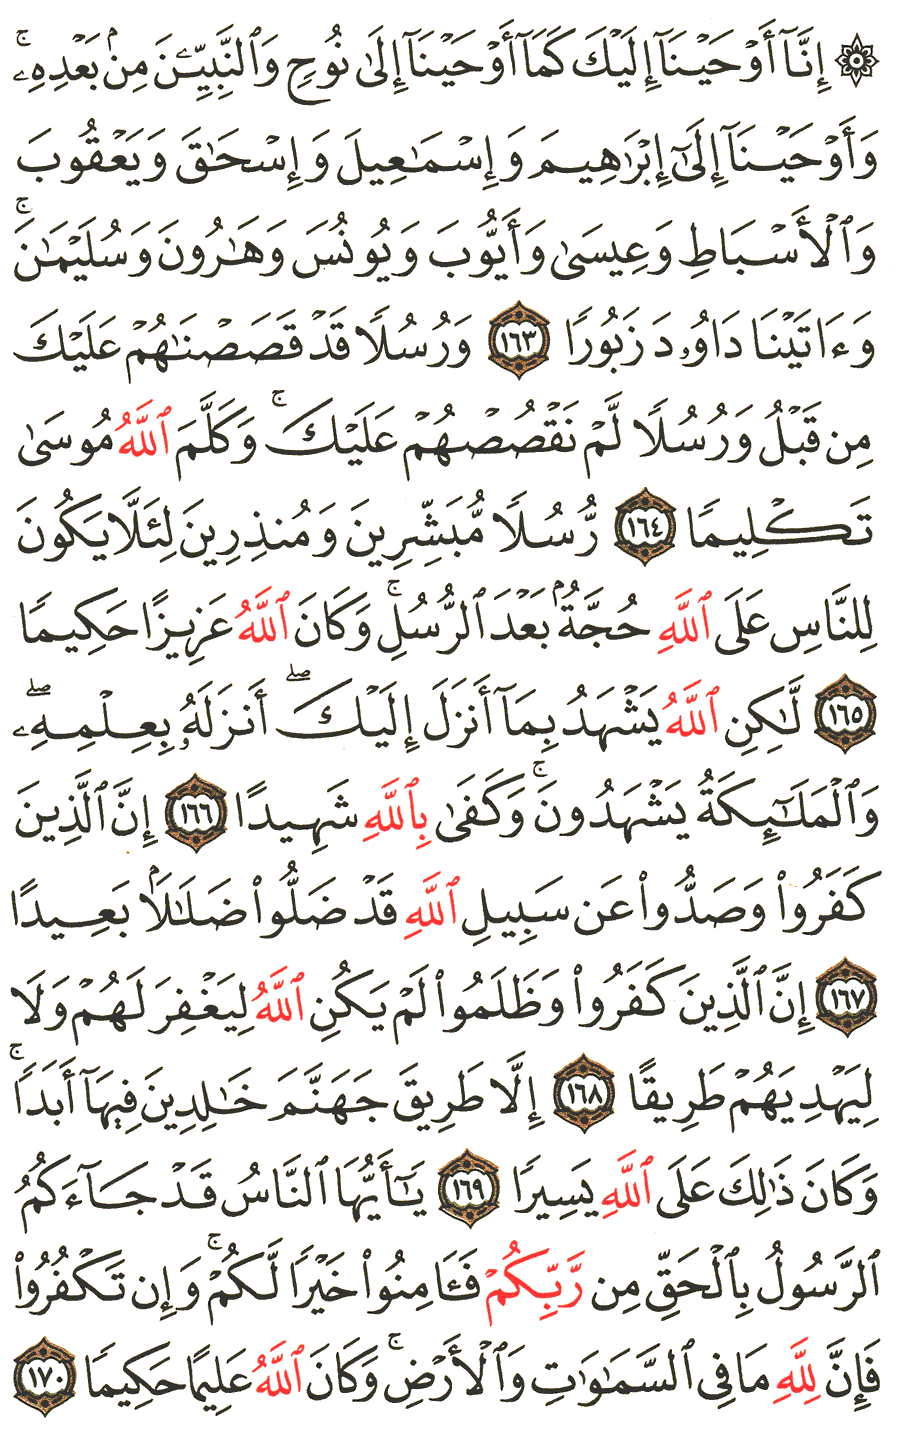 ۞ إِنَّآ أَوْحَيْنَآ إِلَيْكَ كَمَآ أَوْحَيْنَآ إِلَىٰ نُوحٍ وَٱلنَّبِيِّـۧنَ مِنۢ بَعْدِهِۦ ۚ
وَأَوْحَيْنَآ إِلَىٰٓ إِبْرَٰهِيمَ وَإِسْمَـٰعِيلَ وَإِسْحَـٰقَ وَيَعْقُوبَ
وَٱلْأَسْبَاطِ وَعِيسَىٰ وَأَيُّوبَ وَيُونُسَ وَهَـٰرُونَ وَسُلَيْمَـٰنَ ۚ
وَءَاتَيْنَا دَاوُۥدَ زَبُورًا ١٦٣ وَرُسُلًا قَدْ قَصَصْنَـٰهُمْ عَلَيْكَ
مِن قَبْلُ وَرُسُلًا لَّمْ نَقْصُصْهُمْ عَلَيْكَ ۚ وَكَلَّمَ ٱللَّهُ مُوسَىٰ
تَكْلِيمًا ١٦٤ رُّسُلًا مُّبَشِّرِينَ وَمُنذِرِينَ لِئَلَّا يَكُونَ
لِلنَّاسِ عَلَى ٱللَّهِ حُجَّةٌۢ بَعْدَ ٱلرُّسُلِ ۚ وَكَانَ ٱللَّهُ عَزِيزًا حَكِيمًا
١٦٥ لَّـٰكِنِ ٱللَّهُ يَشْهَدُ بِمَآ أَنزَلَ إِلَيْكَ ۖ أَنزَلَهُۥ بِعِلْمِهِۦ ۖ
وَٱلْمَلَـٰٓئِكَةُ يَشْهَدُونَ ۚ وَكَفَىٰ بِٱللَّهِ شَهِيدًا ١٦٦ إِنَّ ٱلَّذِينَ
كَفَرُوا۟ وَصَدُّوا۟ عَن سَبِيلِ ٱللَّهِ قَدْ ضَلُّوا۟ ضَلَـٰلًۢا بَعِيدًا
١٦٧ إِنَّ ٱلَّذِينَ كَفَرُوا۟ وَظَلَمُوا۟ لَمْ يَكُنِ ٱللَّهُ لِيَغْفِرَ لَهُمْ وَلَا
لِيَهْدِيَهُمْ طَرِيقًا ١٦٨ إِلَّا طَرِيقَ جَهَنَّمَ خَـٰلِدِينَ فِيهَآ أَبَدًا ۚ
وَكَانَ ذَٰلِكَ عَلَى ٱللَّهِ يَسِيرًا ١٦٩ يَـٰٓأَيُّهَا ٱلنَّاسُ قَدْ جَآءَكُمُ
ٱلرَّسُولُ بِٱلْحَقِّ مِن رَّبِّكُمْ فَـَٔامِنُوا۟ خَيْرًا لَّكُمْ ۚ وَإِن تَكْفُرُوا۟
فَإِنَّ لِلَّهِ مَا فِى ٱلسَّمَـٰوَٰتِ وَٱلْأَرْضِ ۚ وَكَانَ ٱللَّهُ عَلِيمًا حَكِيمًا ١٧٠